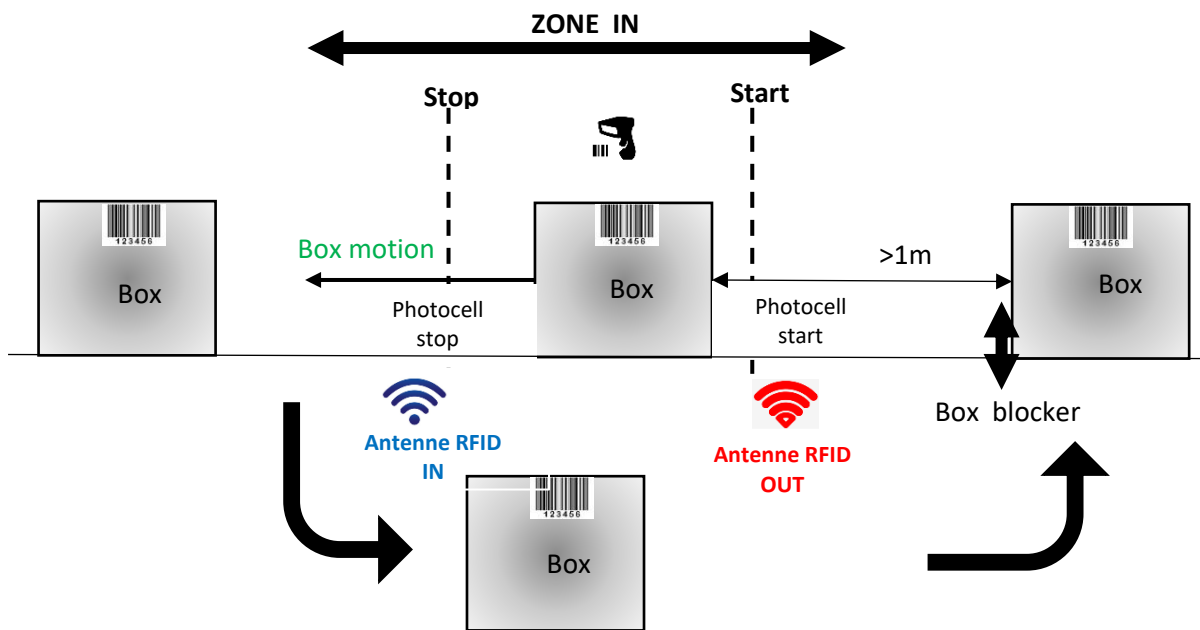 ZONE IN
Stop
Start
123456
123456
123456
Box motion
>1m
Box
Box
Box
Photocell
stop
Photocell
start
Box blocker
Antenne RFID
IN
Antenne RFID
OUT
123456
Box